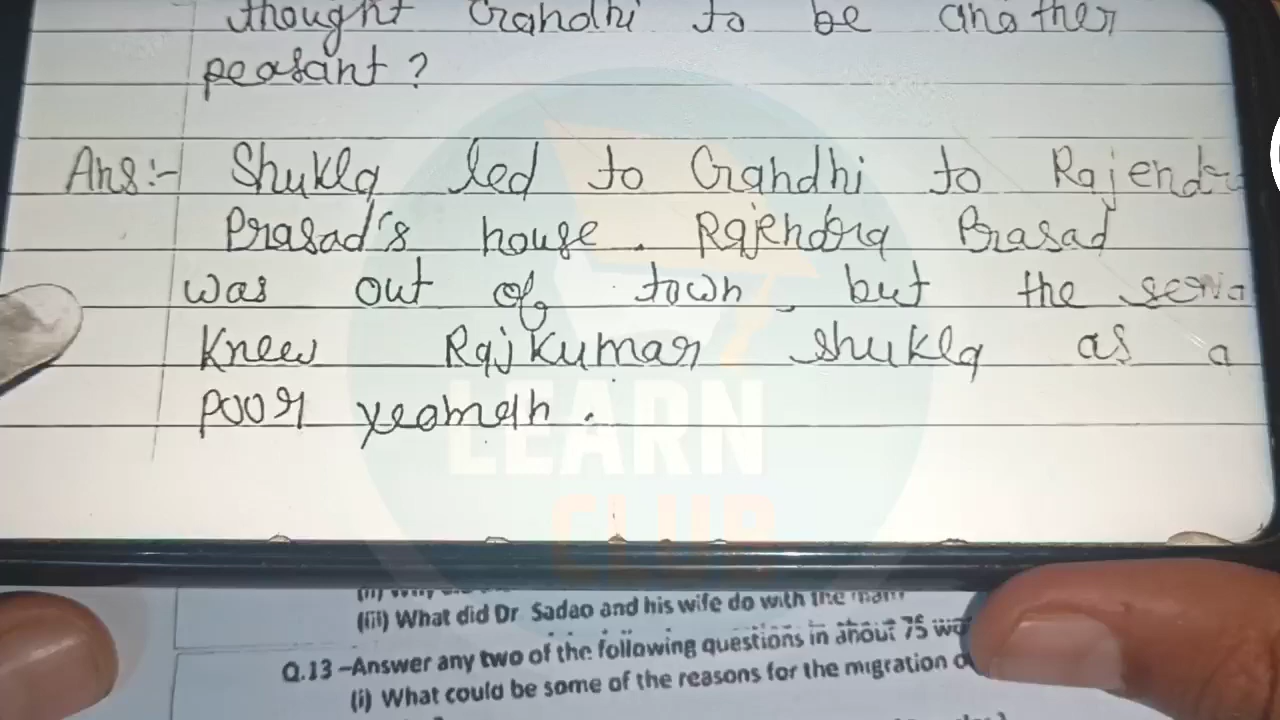 thought Gandhi to be another
peasant?
Ans:- Shukla led to Gandhi to Rajendra
Prasad's house. Rajendra Prasad
was out of town, but the
Knew Rajkumar shukla as a
poor yeoman.
LEARN
CLUB
(iii) What did Dr Sadao and his wife do with the man
Q.13 –Answer any two of the following questions in about 75
(i) What could be some of the reasons for the migration